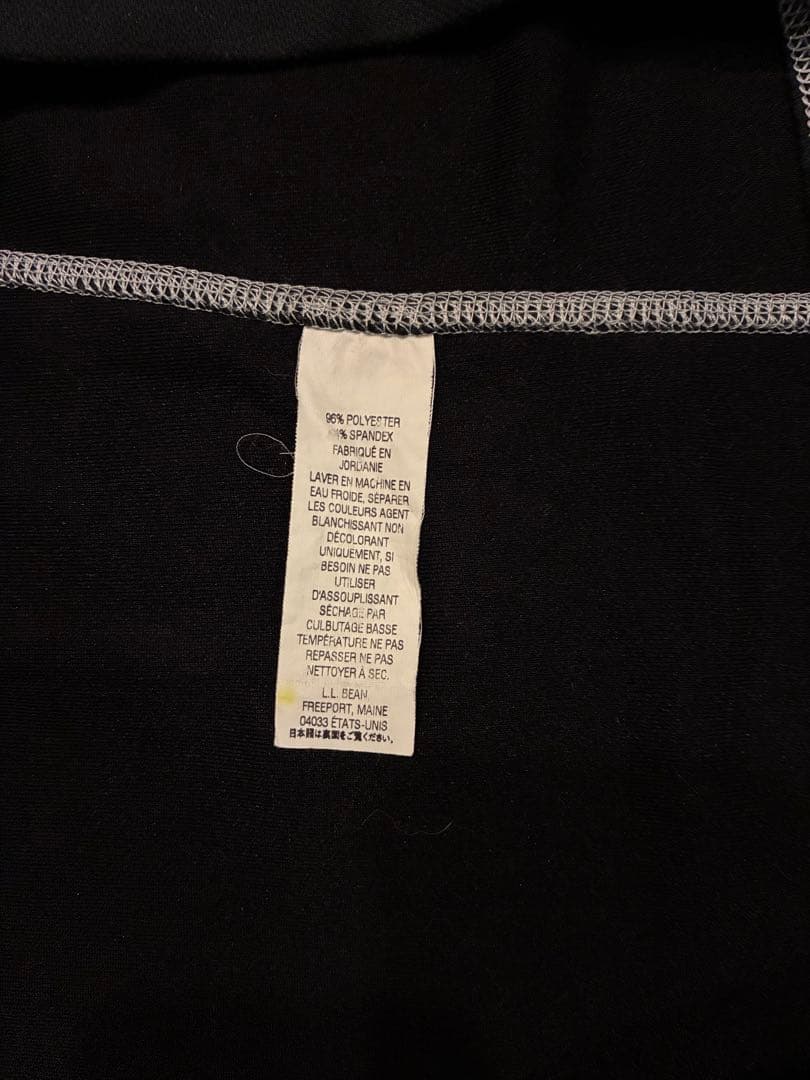 96% POLYESTER
4% SPANDEX
FABRIQUÉ EN
JORDANIE
LAVER EN MACHINE EN
EAU FROIDE, SÉPARER
LES COULEURS AGENT
BLANCHISSANT NON
DÉCOLORANT
UNIQUEMENT, SI
BESOIN NE PAS
UTILISER
D'ASSOUPLISSANT
SÉCHAGE PAR
CULBUTAGE BASSE
TEMPÉRATURE NE PAS
REPASSER NE PAS
NETTOYER À SEC.
L.L. BEAN
FREEPORT, MAINE
04033 ÉTATS-UNIS
日本語は裏面をご覧ください。